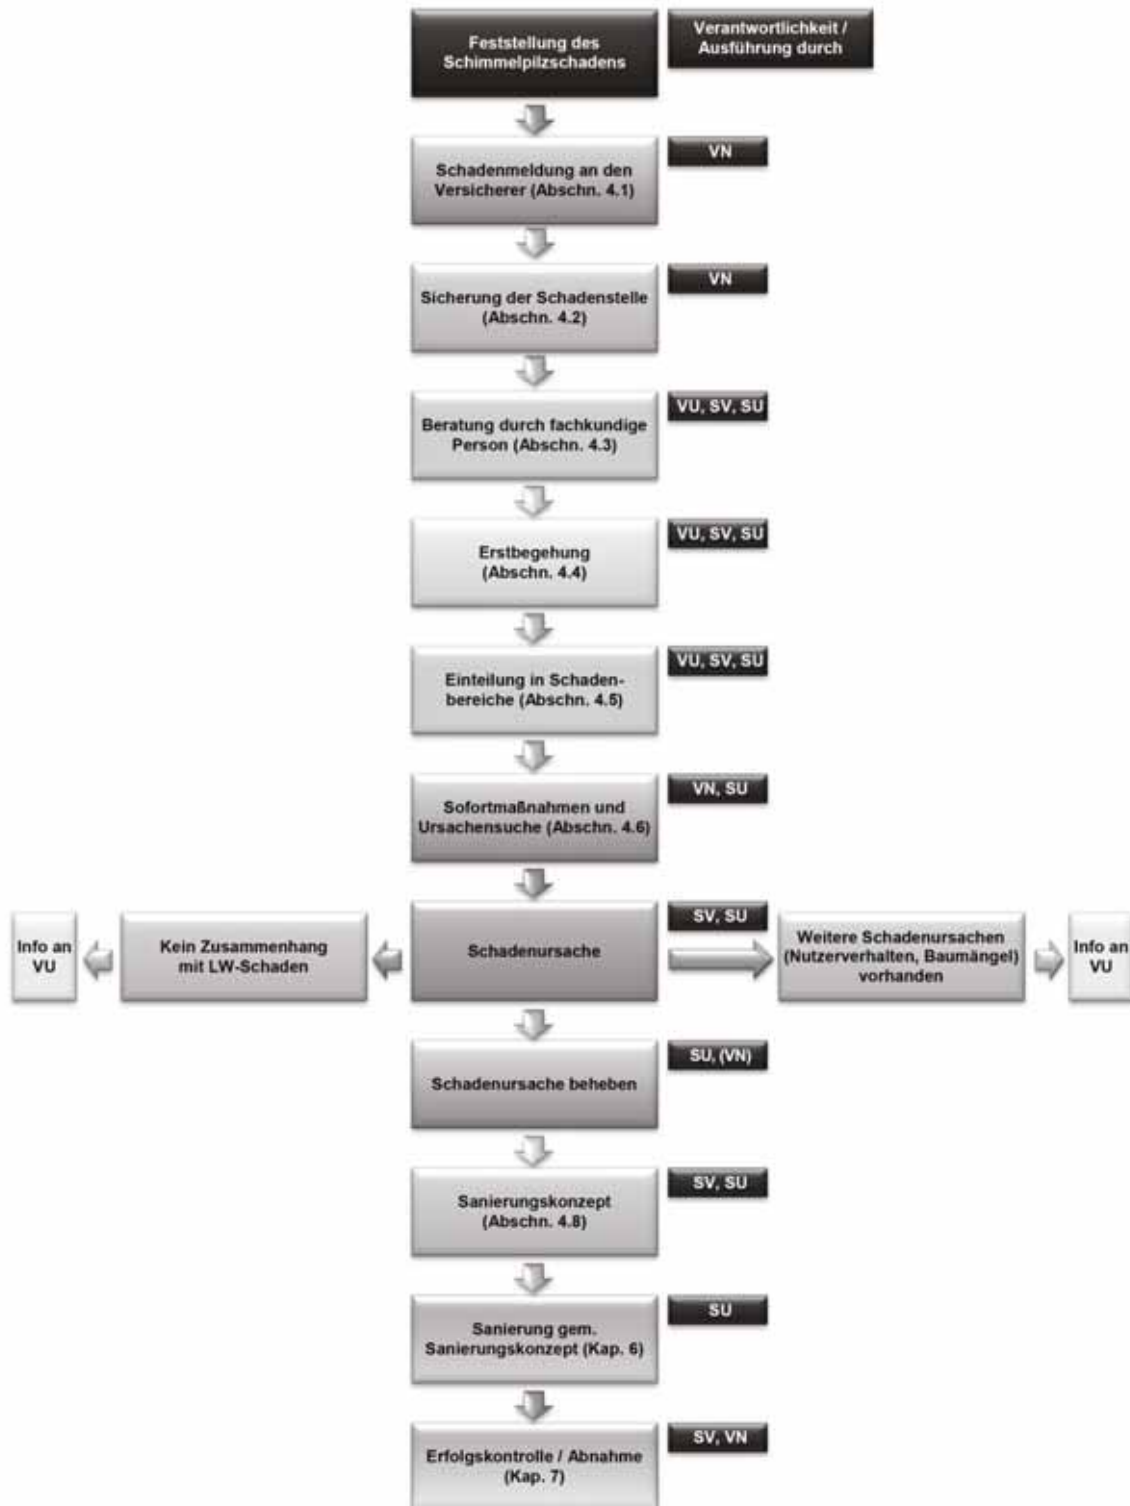 Feststellung des
Schimmelpilzschadens
Verantwortlichkeit /
Ausführung durch
Schadenmeldung an den
Versicherer (Abschn. 4.1)
VN
Sicherung der Schadenstelle
(Abschn. 4.2)
VN
Beratung durch fachkundige
Person (Abschn. 4.3)
VU, SV, SU
Erstbegehung
(Abschn. 4.4)
VU, SV, SU
Einteilung in Schaden-
bereiche (Abschn. 4.5)
VU, SV, SU
Sofortmaßnahmen und
Ursachensuche (Abschn. 4.6)
VN, SU
Info an
VU
Kein Zusammenhang
mit LW-Schaden
Schadenursache
SV, SU
Weitere Schadenursachen
(Nutzerverhalten, Baumängel)
vorhanden
Info an
VU
Schadenursache beheben
SU, (VN)
Sanierungskonzept
(Abschn. 4.8)
SV, SU
Sanierung gem.
Sanierungskonzept (Kap. 6)
SU
Erfolgskontrolle / Abnahme
(Kap. 7)
SV, VN